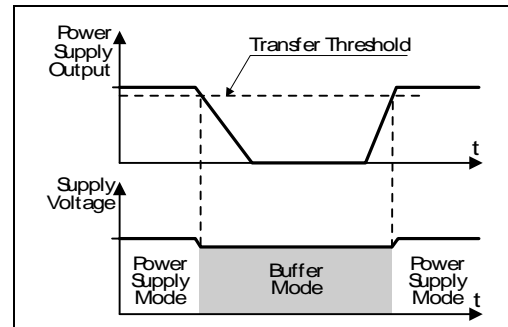 Power
Supply
Output
Transfer Threshold
t
Supply
Voltage
Power
Supply
Mode
Buffer
Mode
Power
Supply
Mode
t